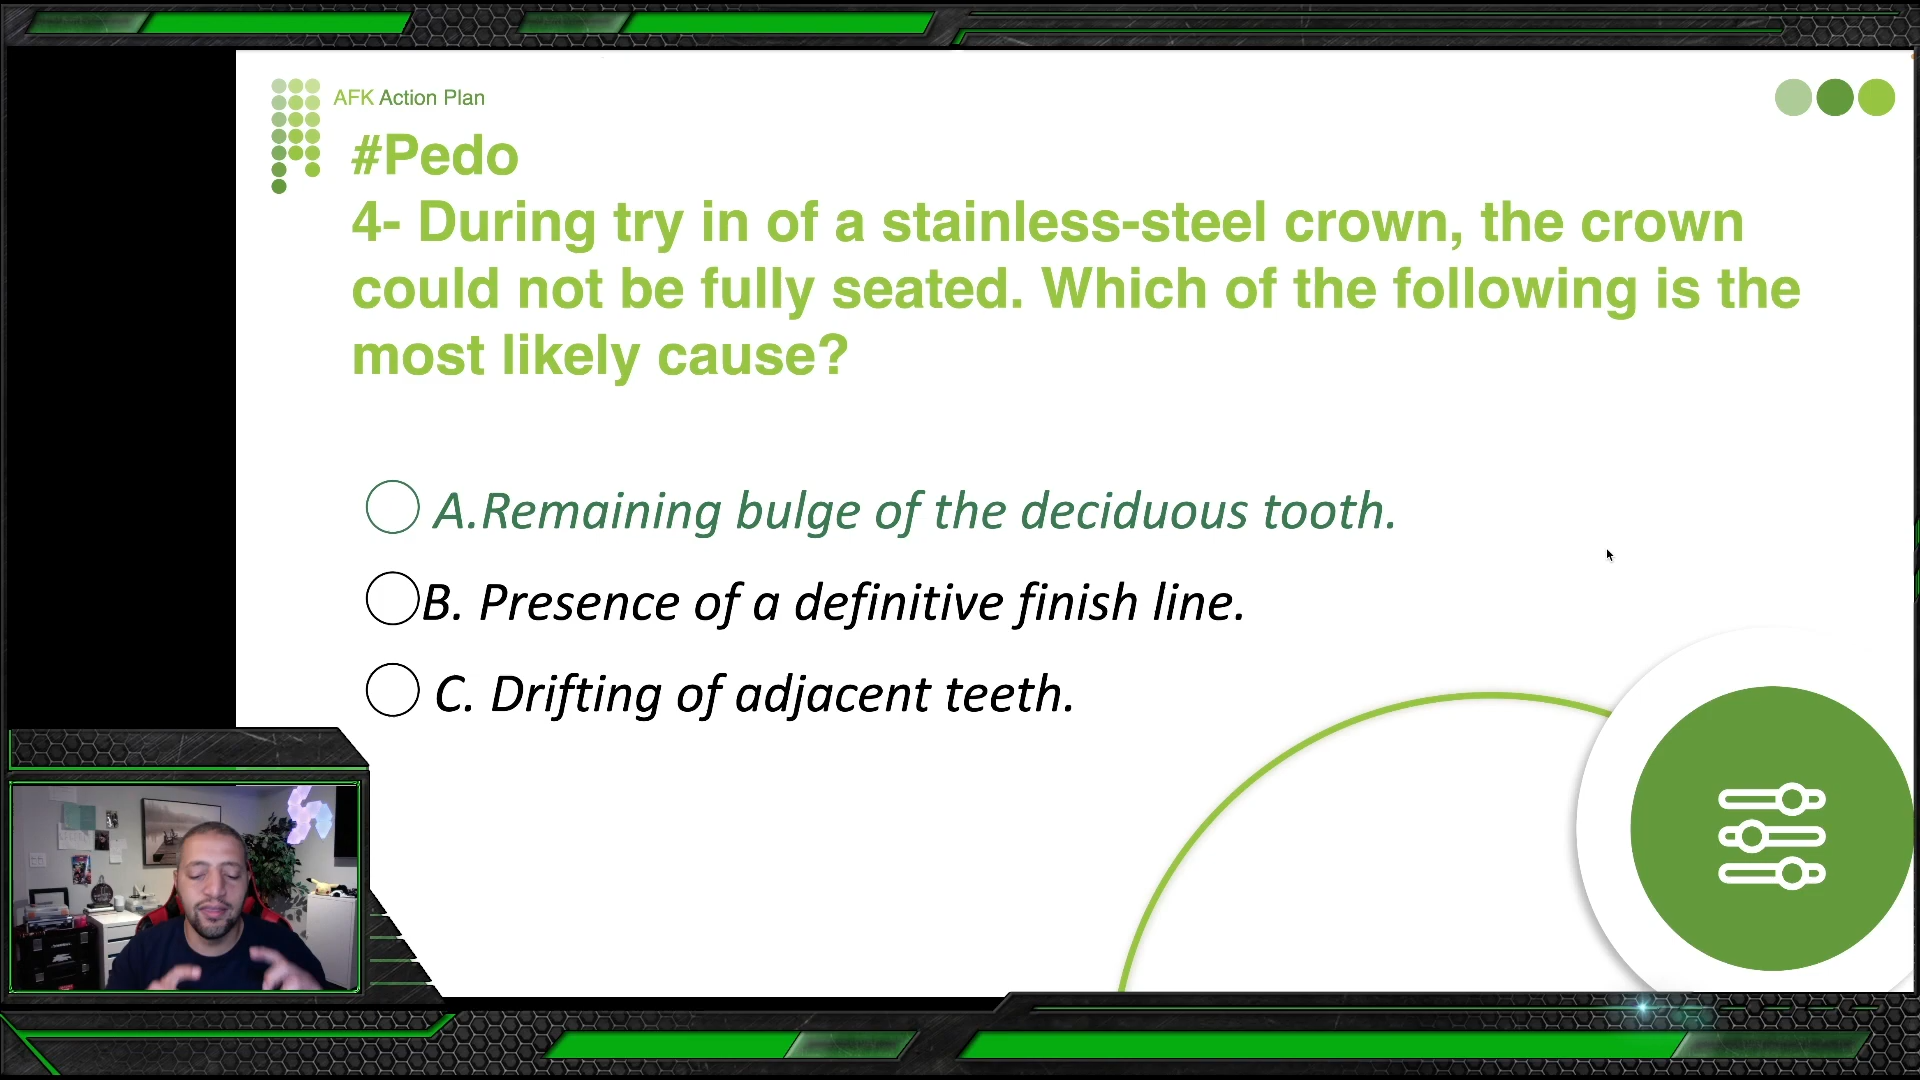 AFK Action Plan
#Pedo
4- During try in of a stainless-steel crown, the crown
could not be fully seated. Which of the following is the
most likely cause?
A.Remaining bulge of the deciduous tooth.
B. Presence of a definitive finish line.
C. Drifting of adjacent teeth.